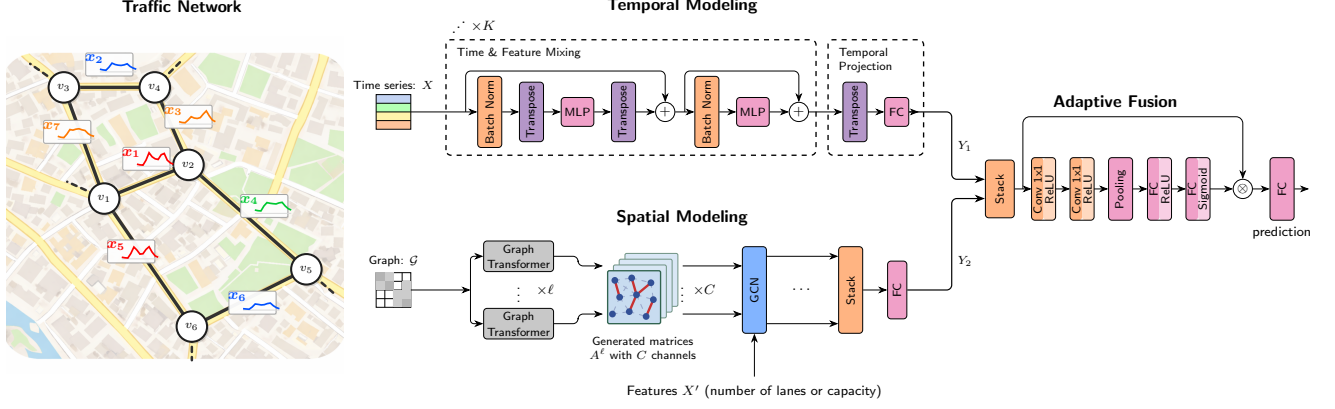 Traffic Network
x2
v3
v4
x7
x3
x1
v2
v1
x4
x5
v5
x6
v6
Temporal Modeling
⋰ ×K
Time & Feature Mixing
Time series: X
Batch Norm
Transpose
MLP
Transpose
+
Batch Norm
MLP
+
Temporal
Projection
Transpose
FC
Y1
Spatial Modeling
Graph: 𝒢
Graph
Transformer
⋮ ×ℓ
Graph
Transformer
Generated matrices
A^ℓ with C channels
⋮ ×C
GCN
Features X′ (number of lanes or capacity)
· · ·
Stack
FC
Y2
Adaptive Fusion
Stack
Conv 1x1
ReLU
Conv 1x1
ReLU
Pooling
FC
ReLU
FC
Sigmoid
⊗
FC
prediction